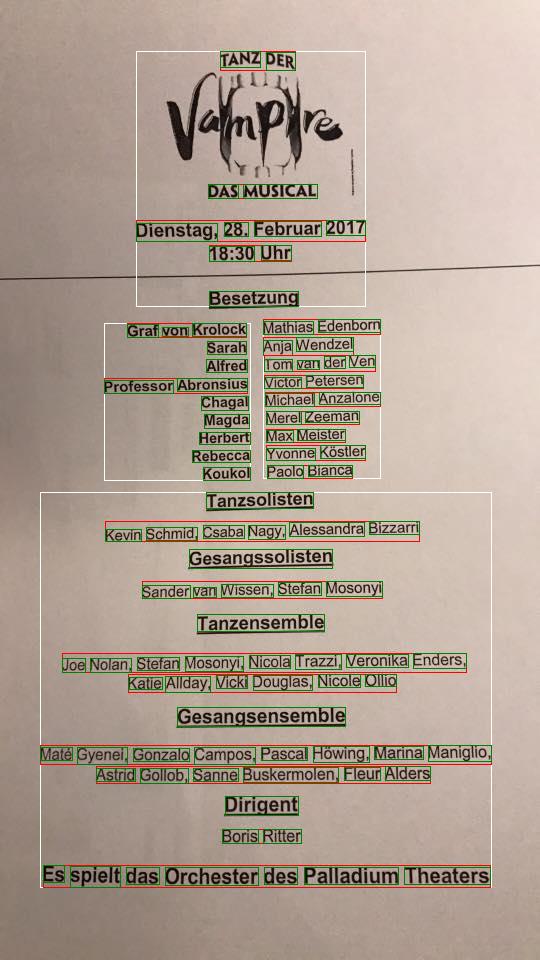 TANZ DER
Vampire
DAS MUSICAL
Dienstag, 28. Februar 2017
18:30 Uhr
Besetzung
Graf von Krolock Mathias Edenborn
Sarah Anja Wendzel
Alfred Tom van der Ven
Professor Abronsius Victor Petersen
Chagal Michael Anzalone
Magda Merel Zeeman
Herbert Max Meister
Rebecca Yvonne Köstler
Koukol Paolo Bianca
Tanzsolisten
Kevin Schmid, Csaba Nagy, Alessandra Bizzarri
Gesangssolisten
Sander van Wissen, Stefan Mosonyi
Tanzensemble
Joe Nolan, Stefan Mosonyi, Nicola Trazzi, Veronika Enders,
Katie Allday, Vicki Douglas, Nicole Ollio
Gesangsensemble
Maté Gyenei, Gonzalo Campos, Pascal Höwing, Marina Maniglio,
Astrid Gollob, Sanne Buskermolen, Fleur Alders
Dirigent
Boris Ritter
Es spielt das Orchester des Palladium Theaters